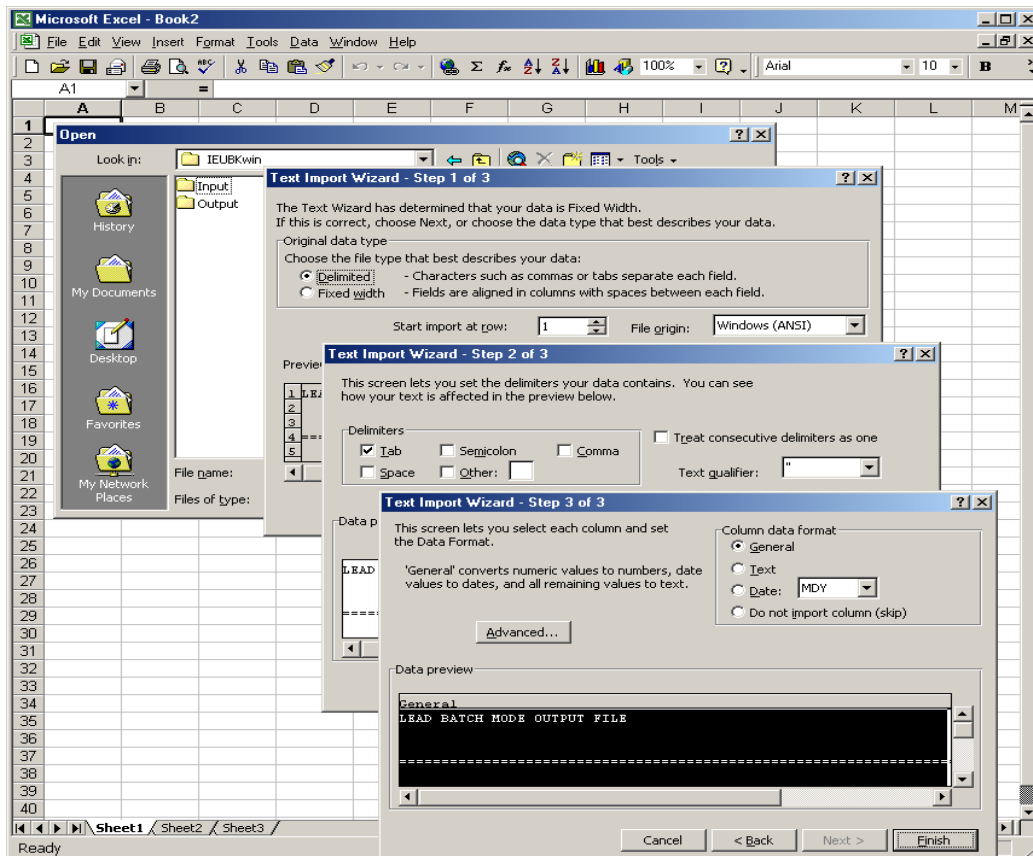 Microsoft Excel - Book2
File Edit View Insert Format Tools Data Window Help
100% Arial 10 B
A1 =
A B C D E F G H I J K L M
1
2
3
4
5
6
7
8
9
10
11
12
13
14
15
16
17
18
19
20
21
22
23
24
25
26
27
28
29
30
31
32
33
34
35
36
37
38
39
40
Open
Look in: IEUBKwin Tools
Input
Output
History
My Documents
Desktop
Favorites
My Network
Places
File name:
Files of type:
Text Import Wizard - Step 1 of 3
The Text Wizard has determined that your data is Fixed Width.
If this is correct, choose Next, or choose the data type that best describes your data.
Original data type
Choose the file type that best describes your data:
Delimited - Characters such as commas or tabs separate each field.
Fixed width - Fields are aligned in columns with spaces between each field.
Start import at row: 1 File origin: Windows (ANSI)
1
2
3
4 ==
5
Text Import Wizard - Step 2 of 3
This screen lets you set the delimiters your data contains. You can see
how your text is affected in the preview below.
Delimiters
Tab Semicolon Comma
Space Other:
Treat consecutive delimiters as one
Text qualifier: "
Data p
LEAD
====
Text Import Wizard - Step 3 of 3
This screen lets you select each column and set
the Data Format.
'General' converts numeric values to numbers, date
values to dates, and all remaining values to text.
Advanced...
Column data format
General
Text
Date: MDY
Do not import column (skip)
Data preview
General
LEAD BATCH MODE OUTPUT FILE
==================================================================
Cancel < Back Next > Finish
Sheet1 Sheet2 Sheet3
Ready